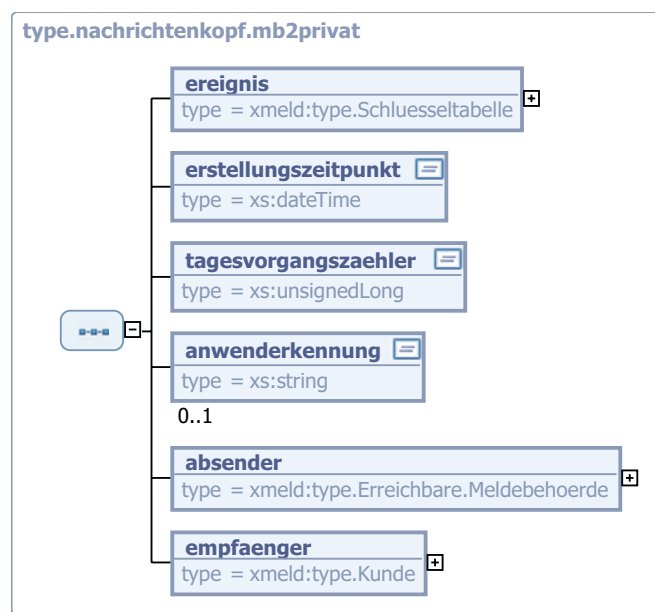 type.nachrichtenkopf.mb2privat
ereignis
type = xmeld:type.Schluesseltabelle
erstellungszeitpunkt
type = xs:dateTime
tagesvorgangszaehler
type = xs:unsignedLong
anwenderkennung
type = xs:string
0..1
absender
type = xmeld:type.Erreichbare.Meldebehoerde
empfaenger
type = xmeld:type.Kunde